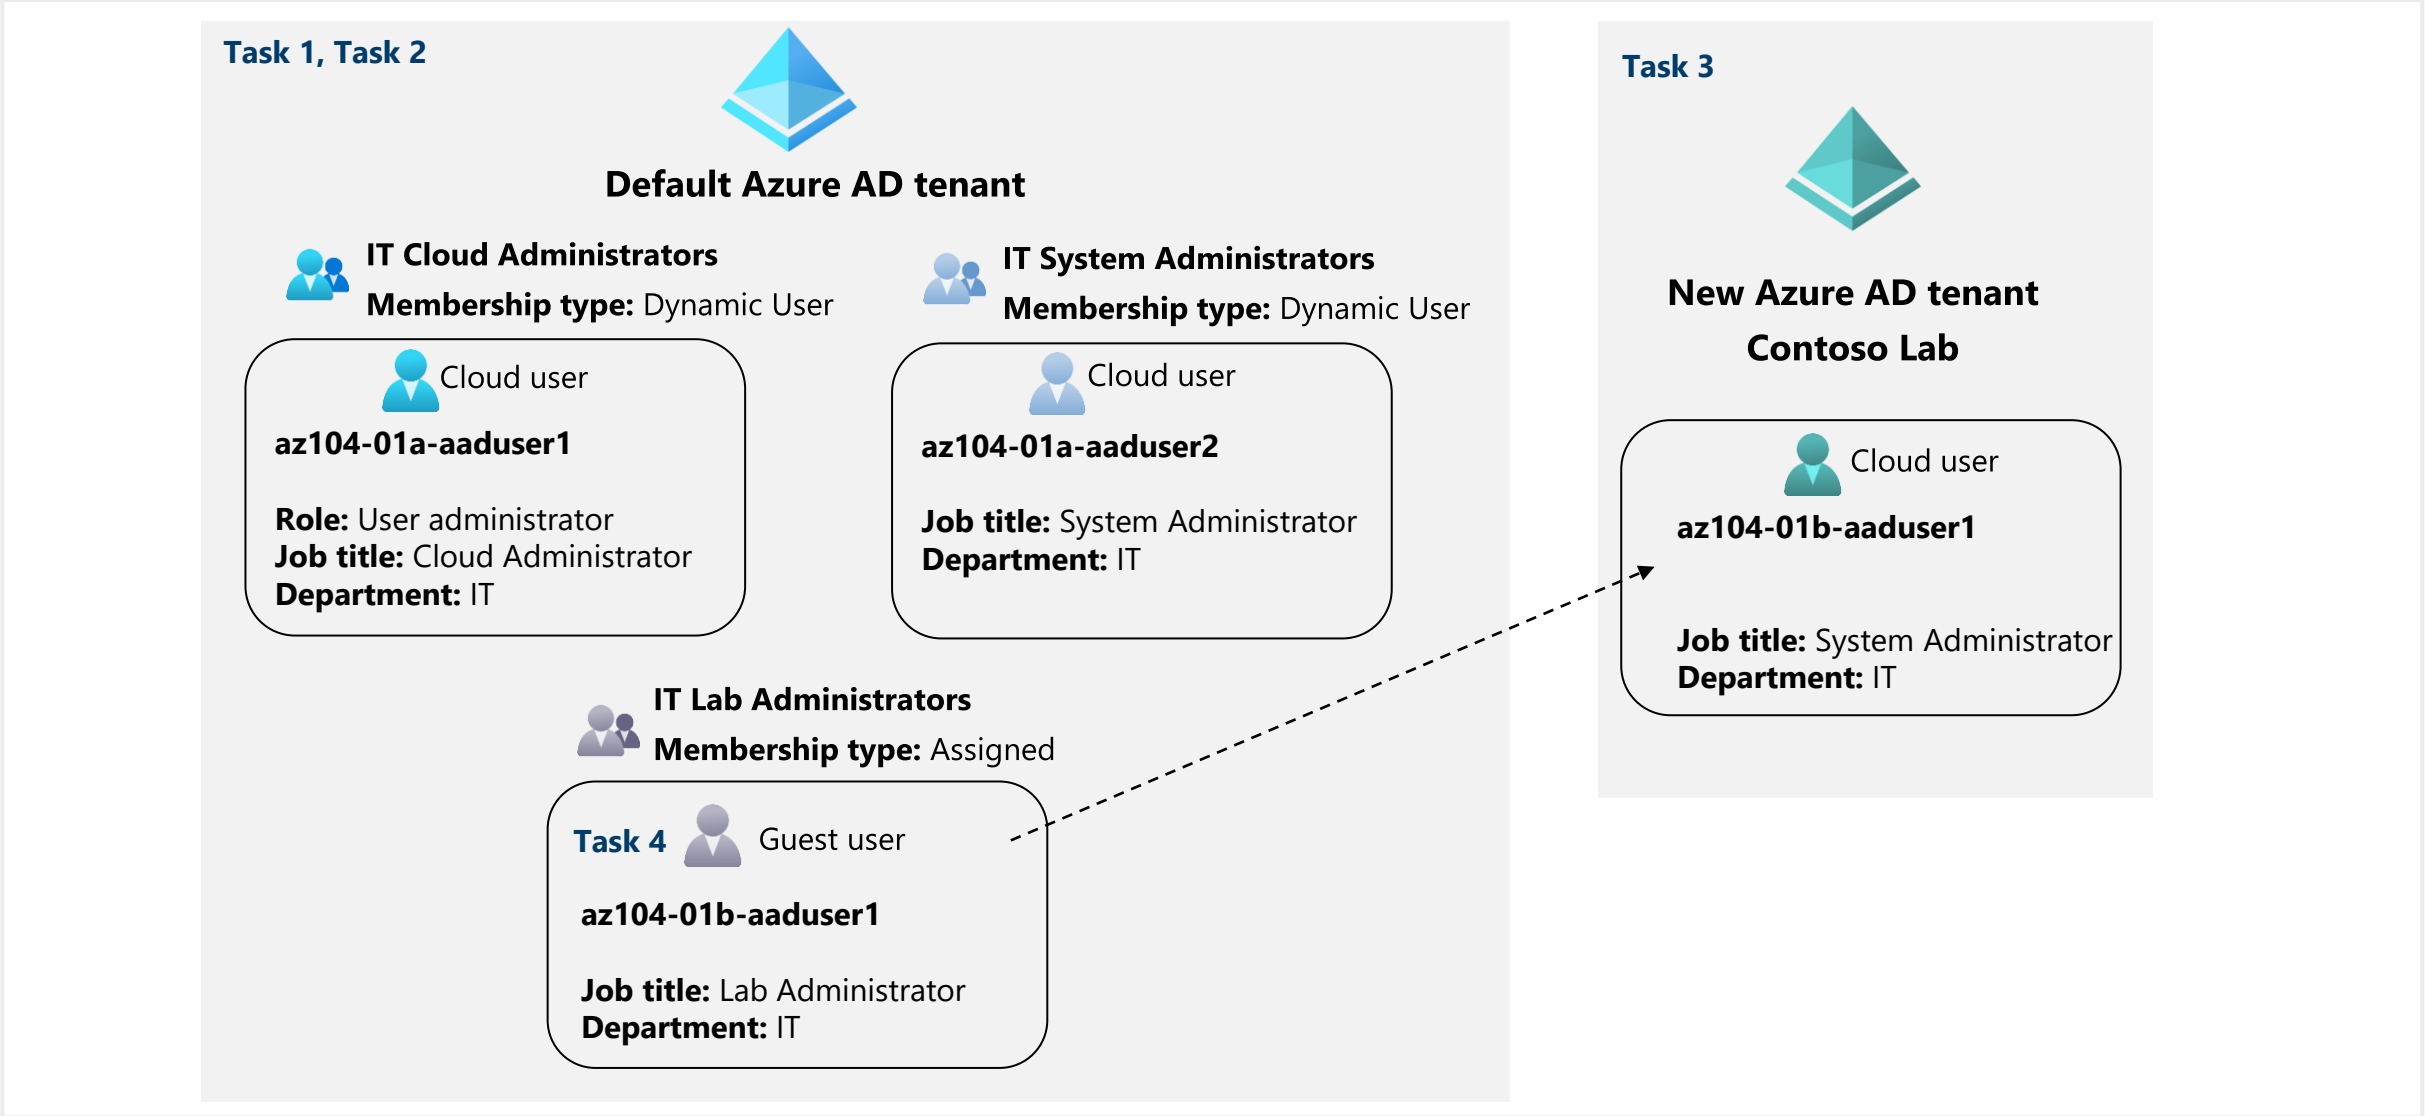 Task 1, Task 2
Default Azure AD tenant
IT Cloud Administrators
Membership type: Dynamic User
Cloud user
az104-01a-aaduser1
Role: User administrator
Job title: Cloud Administrator
Department: IT
IT System Administrators
Membership type: Dynamic User
Cloud user
az104-01a-aaduser2
Job title: System Administrator
Department: IT
IT Lab Administrators
Membership type: Assigned
Task 4
Guest user
az104-01b-aaduser1
Job title: Lab Administrator
Department: IT
Task 3
New Azure AD tenant
Contoso Lab
Cloud user
az104-01b-aaduser1
Job title: System Administrator
Department: IT